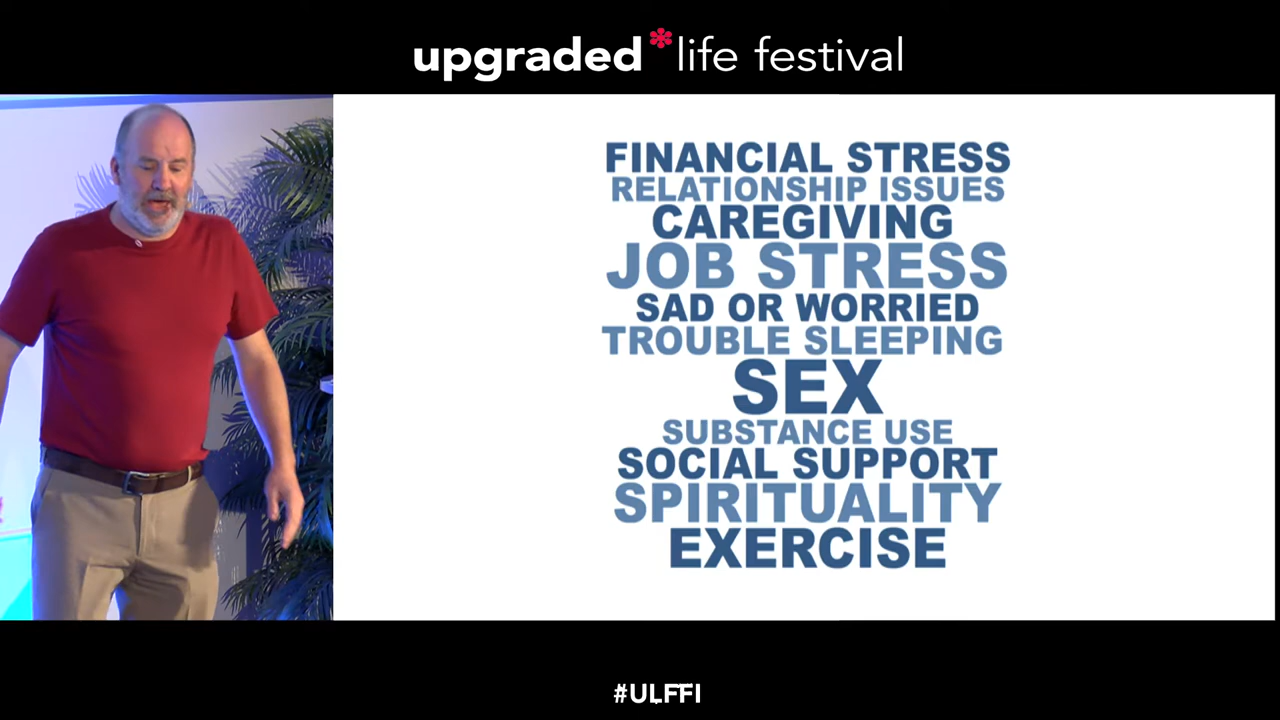 upgraded*life festival
FINANCIAL STRESS
RELATIONSHIP ISSUES
CAREGIVING
JOB STRESS
SAD OR WORRIED
TROUBLE SLEEPING
SEX
SUBSTANCE USE
SOCIAL SUPPORT
SPIRITUALITY
EXERCISE
#ULFFI